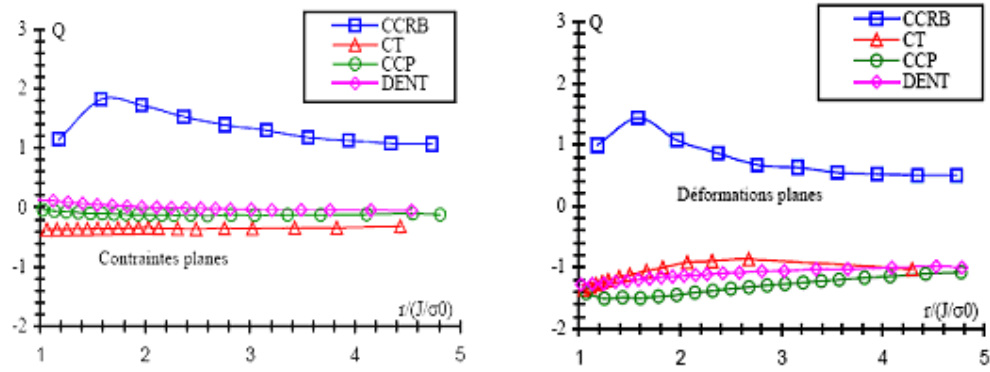 3
Q
CCRB
CT
CCP
DENT
2
1
0
-1
-2
Contraintes planes
r/(J/σ0)
1
2
3
4
5
3
Q
CCRB
CT
CCP
DENT
2
1
0
-1
-2
Déformations planes
r/(J/σ0)
1
2
3
4
5